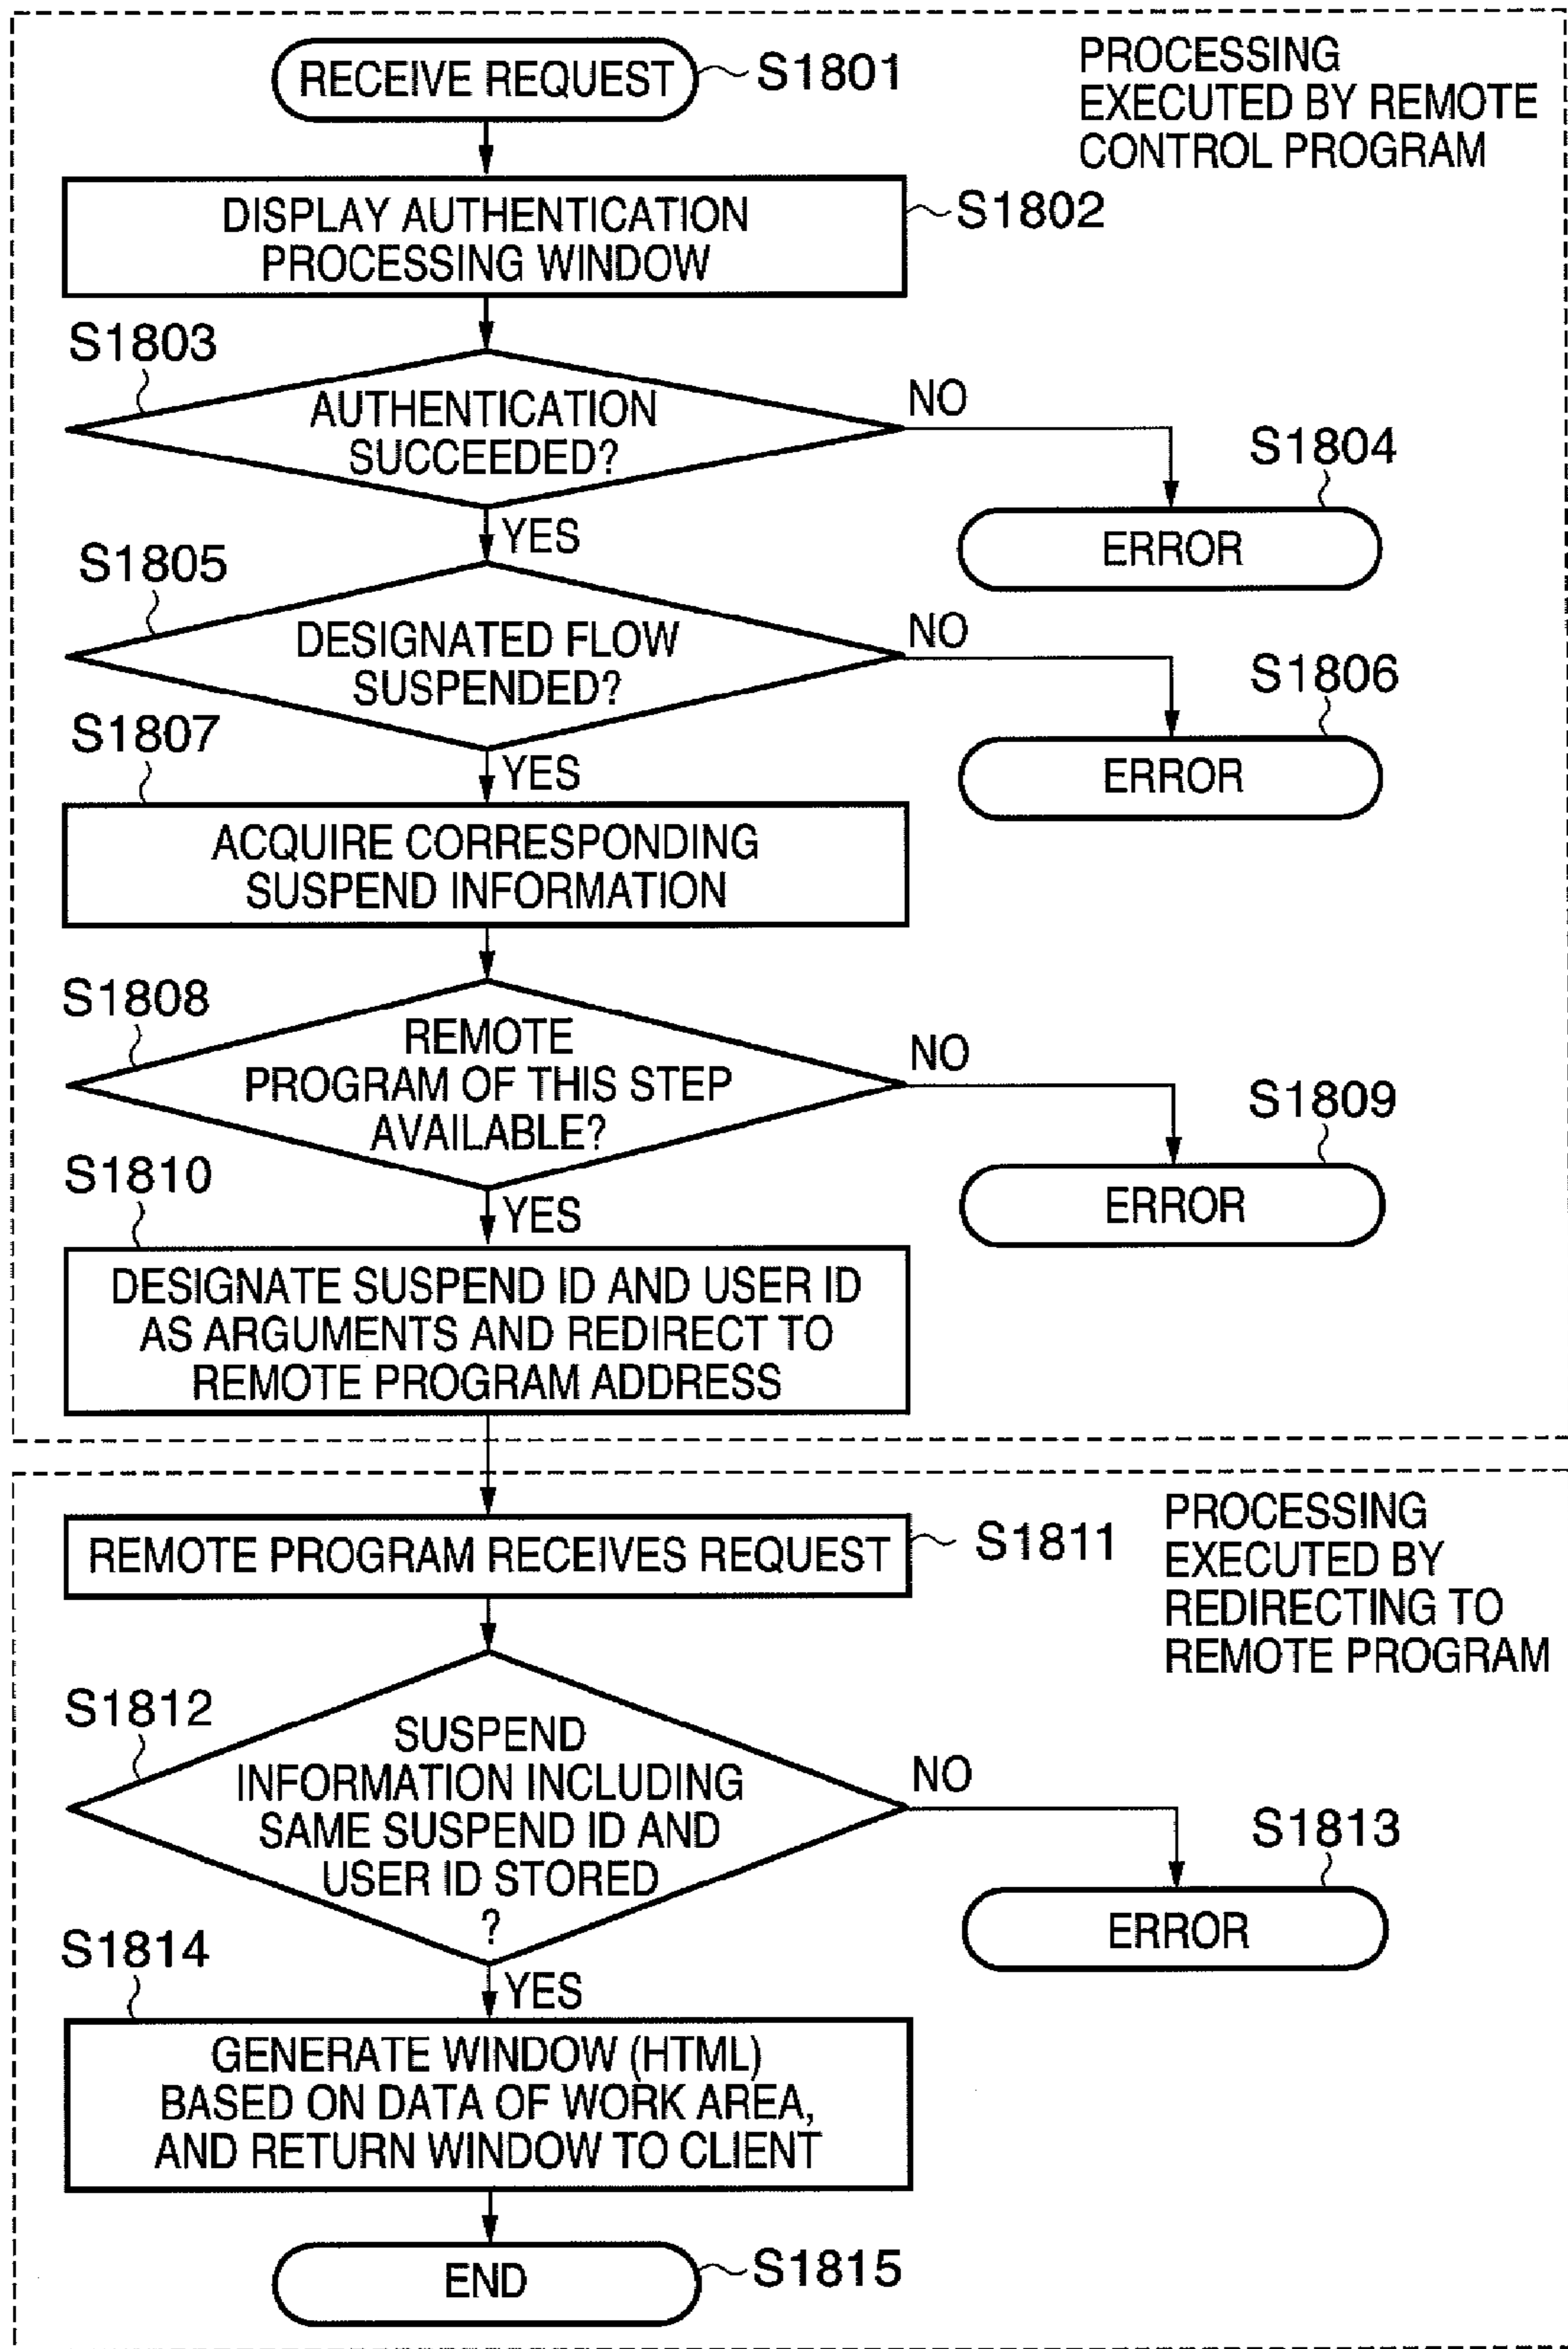 RECEIVE REQUEST
S1801
PROCESSING
EXECUTED BY REMOTE
CONTROL PROGRAM
DISPLAY AUTHENTICATION
PROCESSING WINDOW
S1802
S1803
AUTHENTICATION
SUCCEEDED?
NO
S1804
ERROR
YES
S1805
DESIGNATED FLOW
SUSPENDED?
NO
S1806
ERROR
YES
S1807
ACQUIRE CORRESPONDING
SUSPEND INFORMATION
S1808
REMOTE
PROGRAM OF THIS STEP
AVAILABLE?
NO
S1809
ERROR
YES
S1810
DESIGNATE SUSPEND ID AND USER ID
AS ARGUMENTS AND REDIRECT TO
REMOTE PROGRAM ADDRESS
REMOTE PROGRAM RECEIVES REQUEST
S1811
PROCESSING
EXECUTED BY
REDIRECTING TO
REMOTE PROGRAM
S1812
SUSPEND
INFORMATION INCLUDING
SAME SUSPEND ID AND
USER ID STORED
?
NO
S1813
ERROR
YES
S1814
GENERATE WINDOW (HTML)
BASED ON DATA OF WORK AREA,
AND RETURN WINDOW TO CLIENT
END
S1815